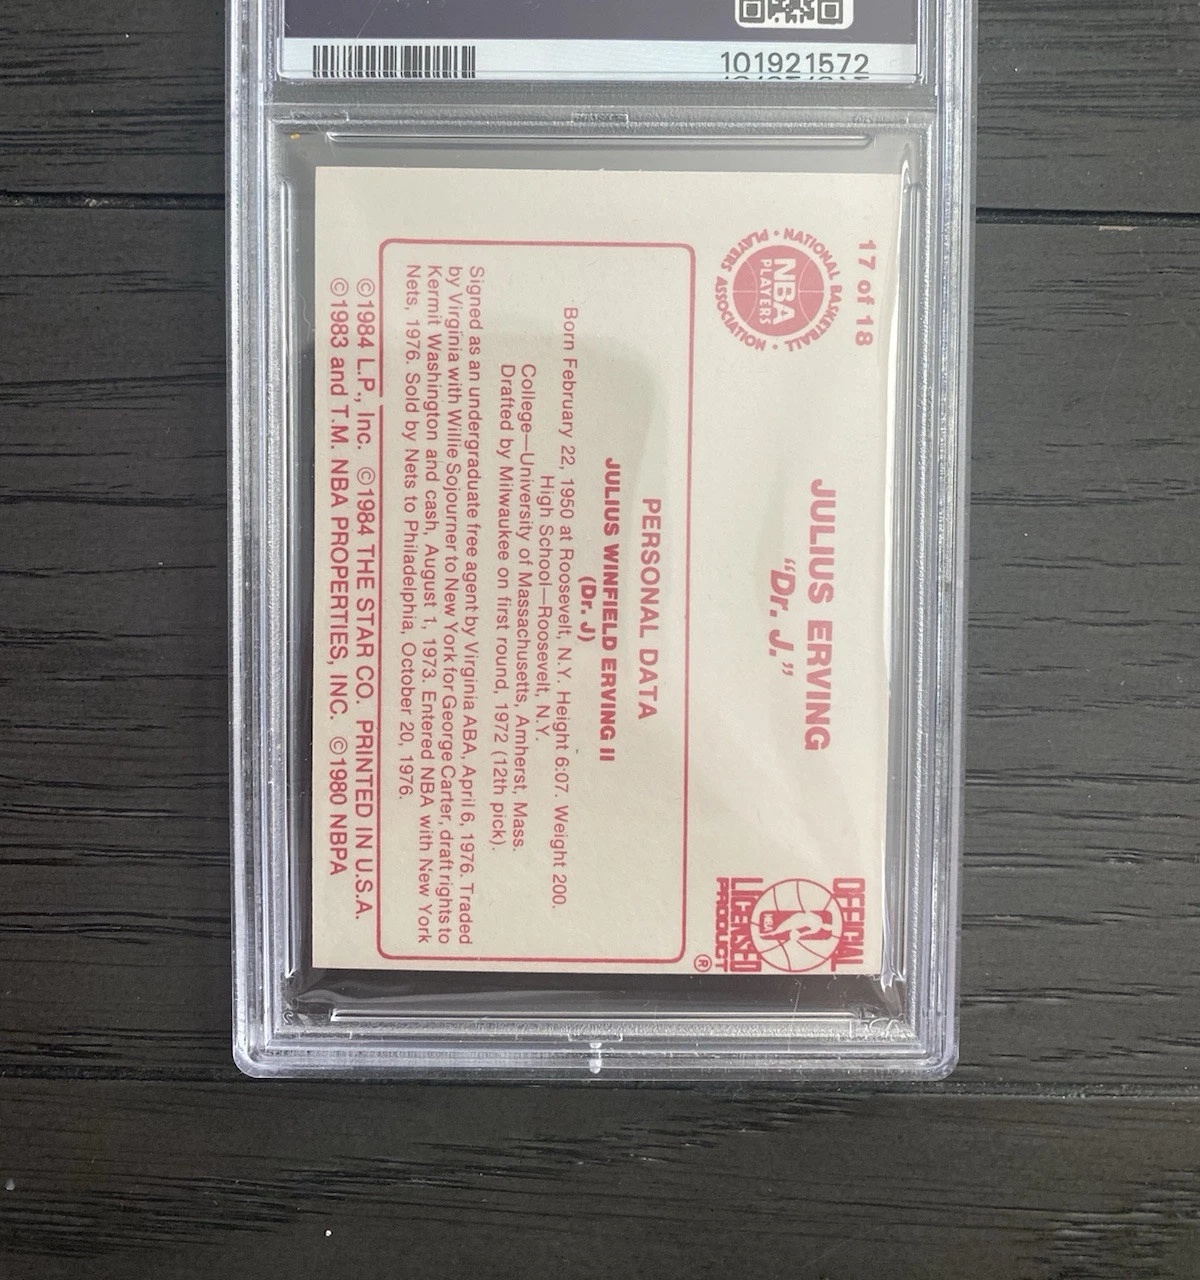 101921572
17 of 18
NATIONAL BASKETBALL PLAYERS ASSOCIATION
NBA
PLAYERS
JULIUS ERVING
“Dr. J.”
OFFICIAL
NBA
LICENSED
PRODUCT
®
PERSONAL DATA
JULIUS WINFIELD ERVING II
(Dr. J)
Born February 22, 1950 at Roosevelt, N.Y. Height 6:07. Weight 200.
High School—Roosevelt, N.Y.
College—University of Massachusetts, Amherst, Mass.
Drafted by Milwaukee on first round, 1972 (12th pick).
Signed as an undergraduate free agent by Virginia ABA, April 6, 1976. Traded
by Virginia with Willie Sojourner to New York for George Carter, draft rights to
Kermit Washington and cash, August 1, 1973. Entered NBA with New York
Nets, 1976. Sold by Nets to Philadelphia, October 20, 1976.
©1984 L.P., Inc. ©1984 THE STAR CO. PRINTED IN U.S.A.
©1983 and T.M. NBA PROPERTIES, INC. ©1980 NBPA